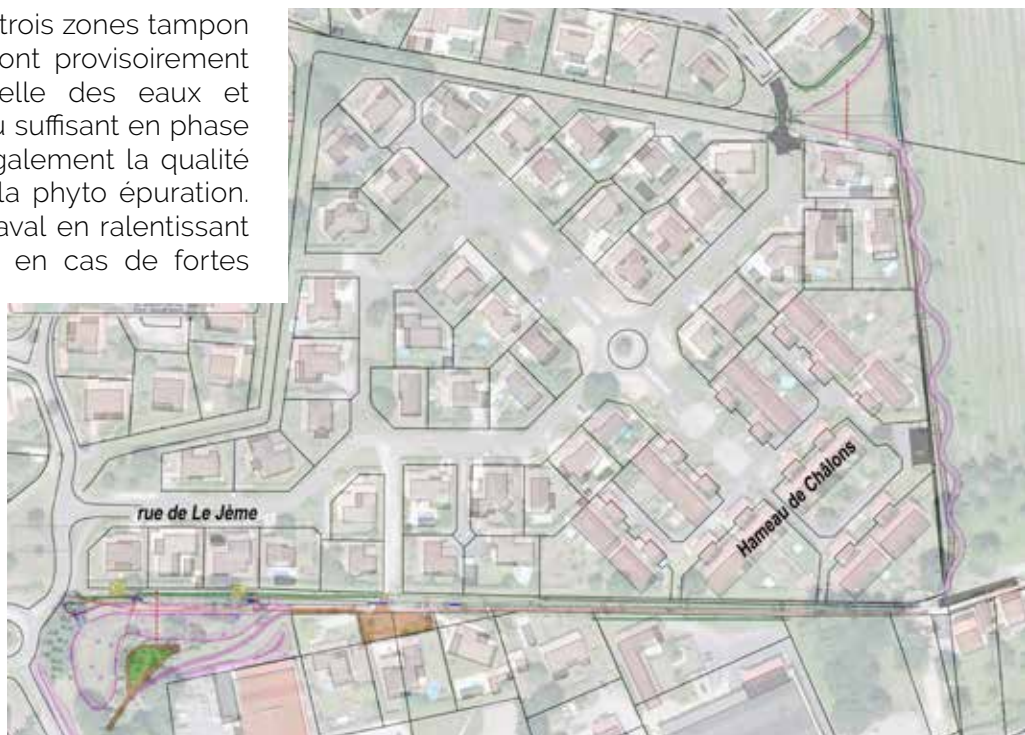 trois zones tampon
ont provisoirement
elle des eaux et
u suffisant en phase
galement la qualité
la phyto épuration.
aval en ralentissant
en cas de fortes
rue de Le Jème
Hameau de Châlons